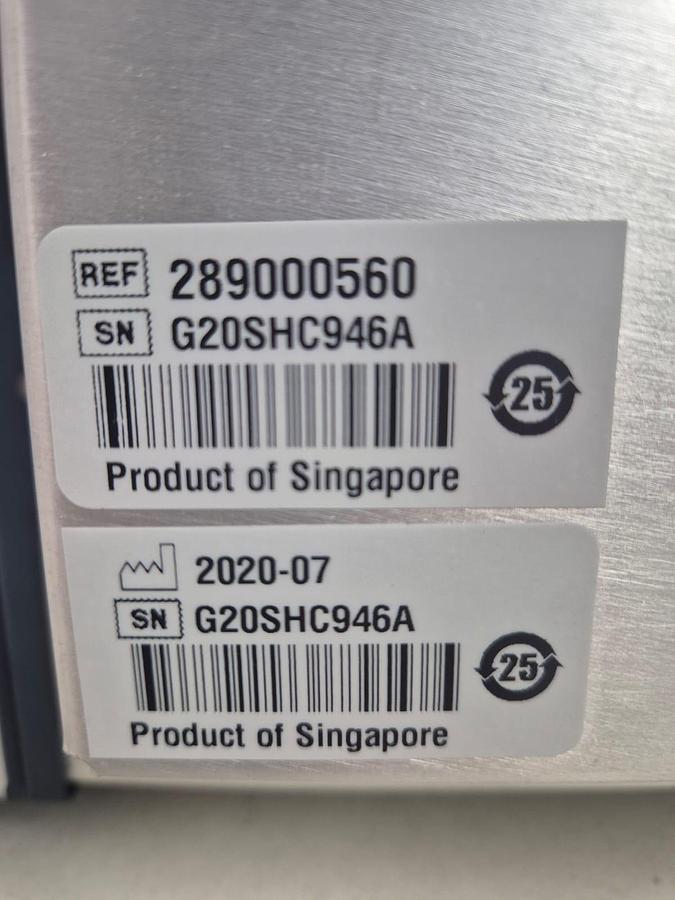 REF 289000560
SN G20SHC946A
25
Product of Singapore
2020-07
SN G20SHC946A
25
Product of Singapore